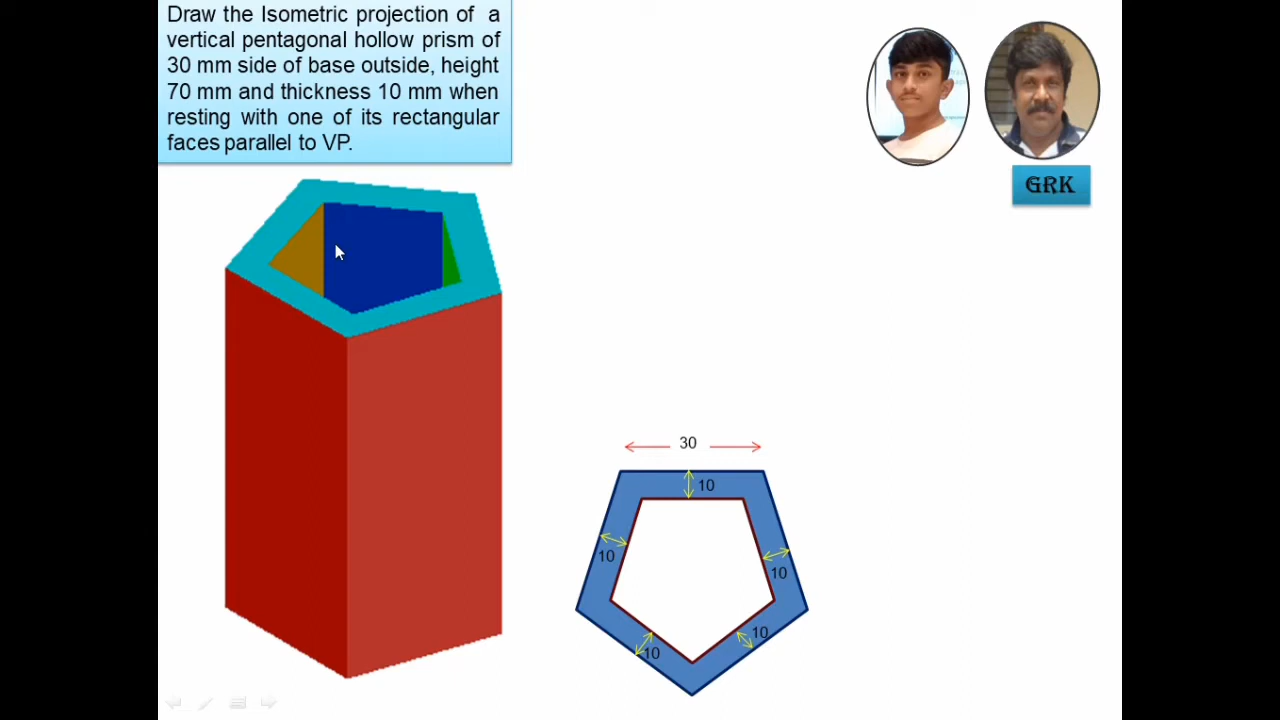 Draw the Isometric projection of a
vertical pentagonal hollow prism of
30 mm side of base outside, height
70 mm and thickness 10 mm when
resting with one of its rectangular
faces parallel to VP.
GRK
30
10
10
10
10
10